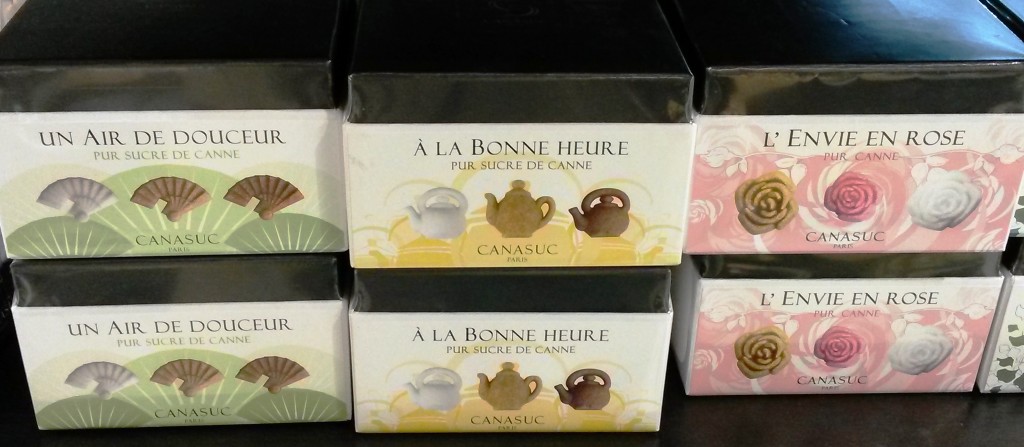 UN AIR DE DOUCEUR
PUR SUCRE DE CANNE
CANASUC
PARIS
À LA BONNE HEURE
PUR SUCRE DE CANNE
CANASUC
PARIS
L' ENVIE EN ROSE
PUR CANNE
CANASUC
PARIS
UN AIR DE DOUCEUR
PUR SUCRE DE CANNE
CANASUC
PARIS
À LA BONNE HEURE
PUR SUCRE DE CANNE
CANASUC
PARIS
L' ENVIE EN ROSE
PUR CANNE
CANASUC
PARIS